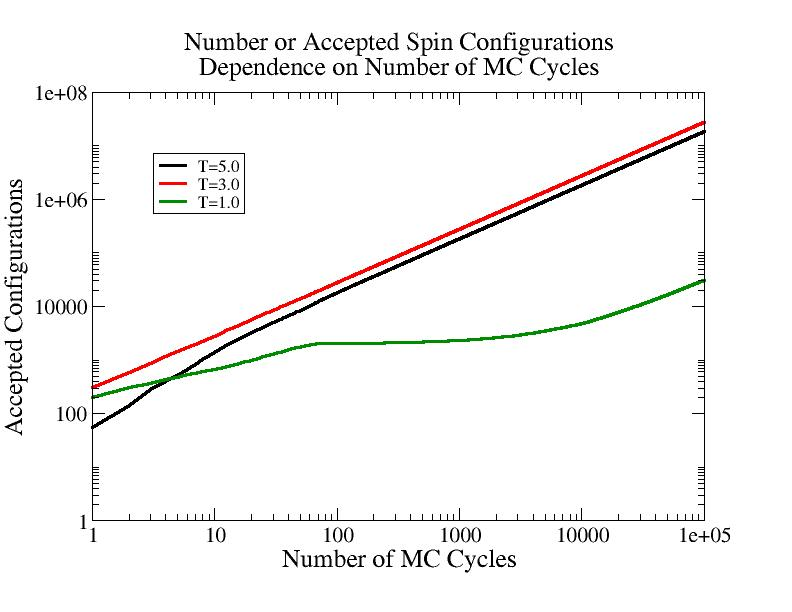 Number or Accepted Spin Configurations
Dependence on Number of MC Cycles
1e+08
T=5.0
T=3.0
T=1.0
1e+06
10000
100
1
Accepted Configurations
1 10 100 1000 10000 1e+05
Number of MC Cycles